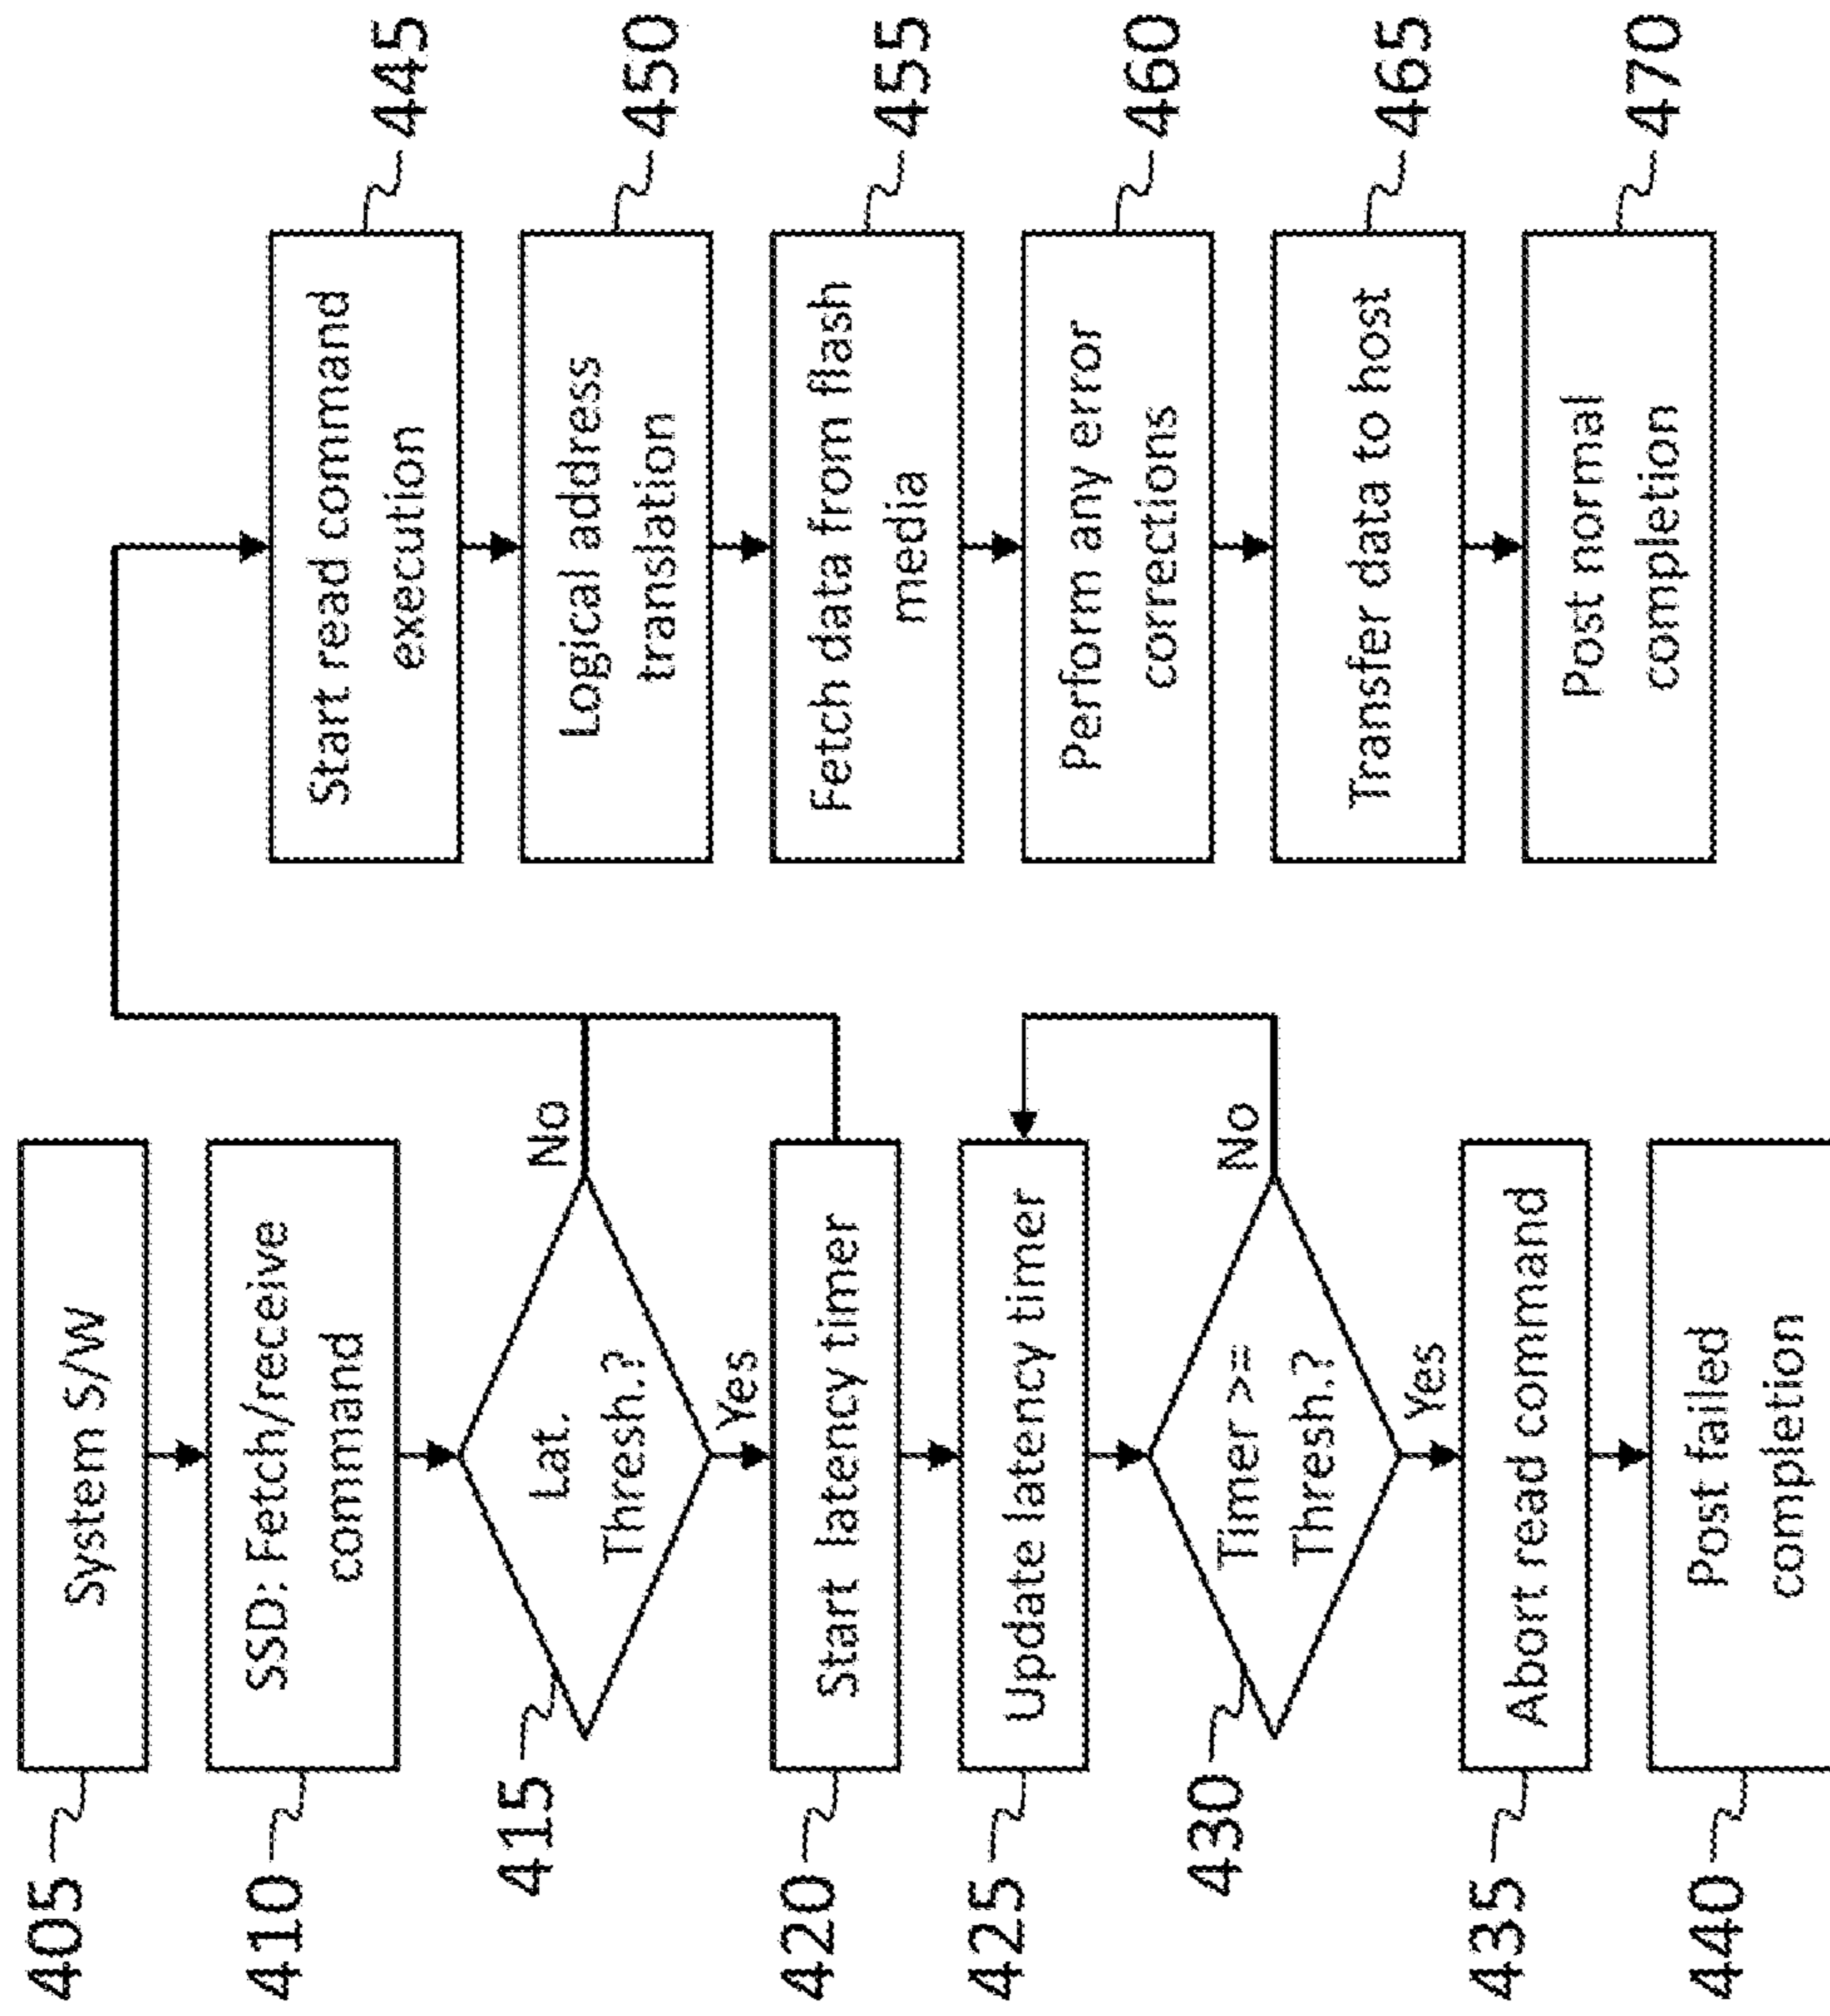 405
System S/W
410
SSD: Fetch/receive
command
415
Lat.
Thresh.?
No
Yes
420
Start latency timer
425
Update latency timer
430
Timer >=
Thresh.?
No
Yes
435
Abort read command
440
Post failed
completion
Start read command
execution
445
Logical address
translation
450
Fetch data from flash
media
455
Perform any error
corrections
460
Transfer data to host
465
Post normal
completion
470